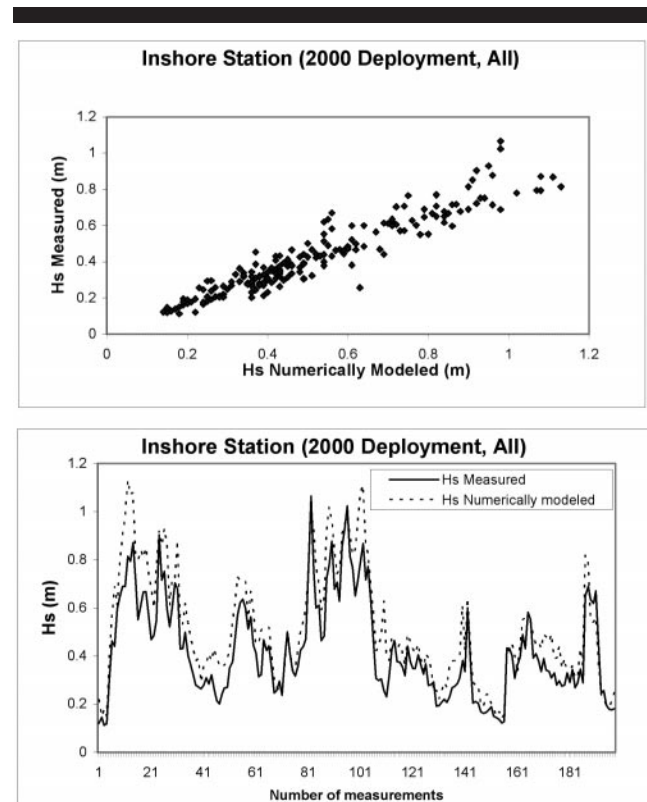 Inshore Station (2000 Deployment, All)
1.2
1
0.8
0.6
0.4
0.2
0
Hs Measured (m)
0 0.2 0.4 0.6 0.8 1 1.2
Hs Numerically Modeled (m)
Inshore Station (2000 Deployment, All)
1.2
1
0.8
0.6
0.4
0.2
0
Hs (m)
Hs Measured
Hs Numerically modeled
1 21 41 61 81 101 121 141 161 181
Number of measurements